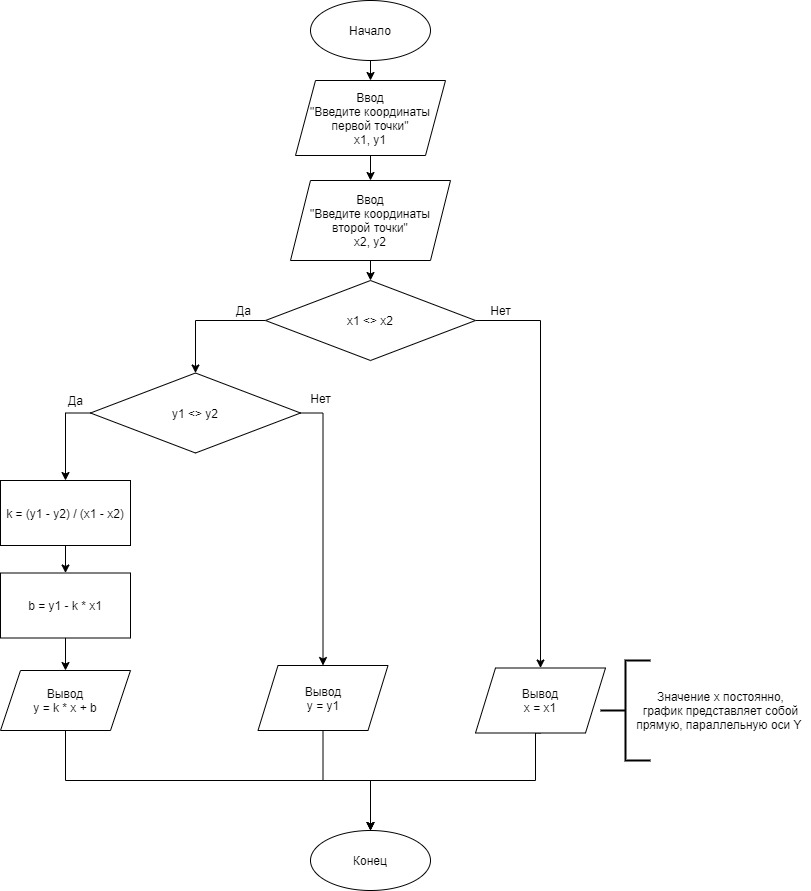 Начало
Ввод
"Введите координаты
первой точки"
x1, y1
Ввод
"Введите координаты
второй точки"
x2, y2
Да
x1 <> x2
Нет
Да
y1 <> y2
Нет
k = (y1 - y2) / (x1 - x2)
b = y1 - k * x1
Вывод
y = k * x + b
Вывод
y = y1
Вывод
x = x1
Значение x постоянно,
график представляет собой
прямую, параллельную оси Y
Конец